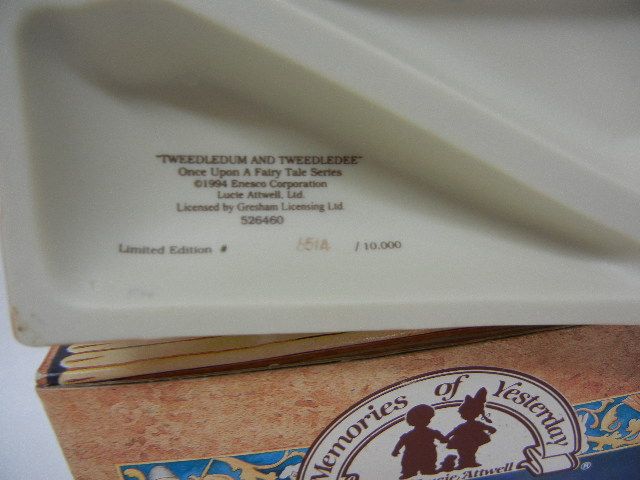 "TWEEDLEDUM AND TWEEDLEDEE"
Once Upon A Fairy Tale Series
©1994 Enesco Corporation
Lucie Attwell, Ltd.
Licensed by Gresham Licensing Ltd.
526460
Limited Edition # / 10,000
Memories of Yesterday
Attwell ®